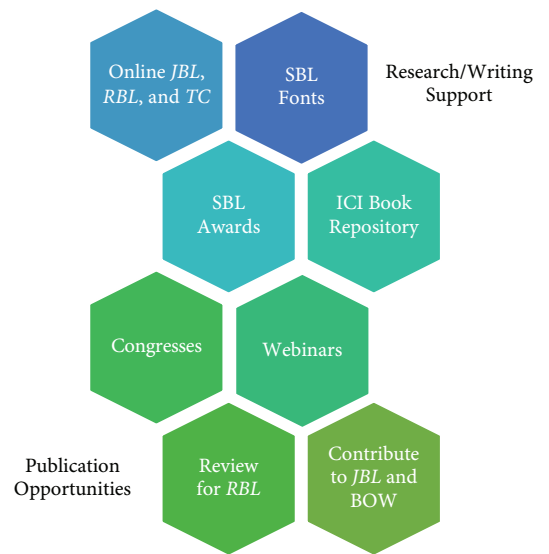 Online JBL,
RBL, and TC
SBL
Fonts
Research/Writing
Support
SBL
Awards
ICI Book
Repository
Congresses
Webinars
Publication
Opportunities
Review
for RBL
Contribute
to JBL and
BOW